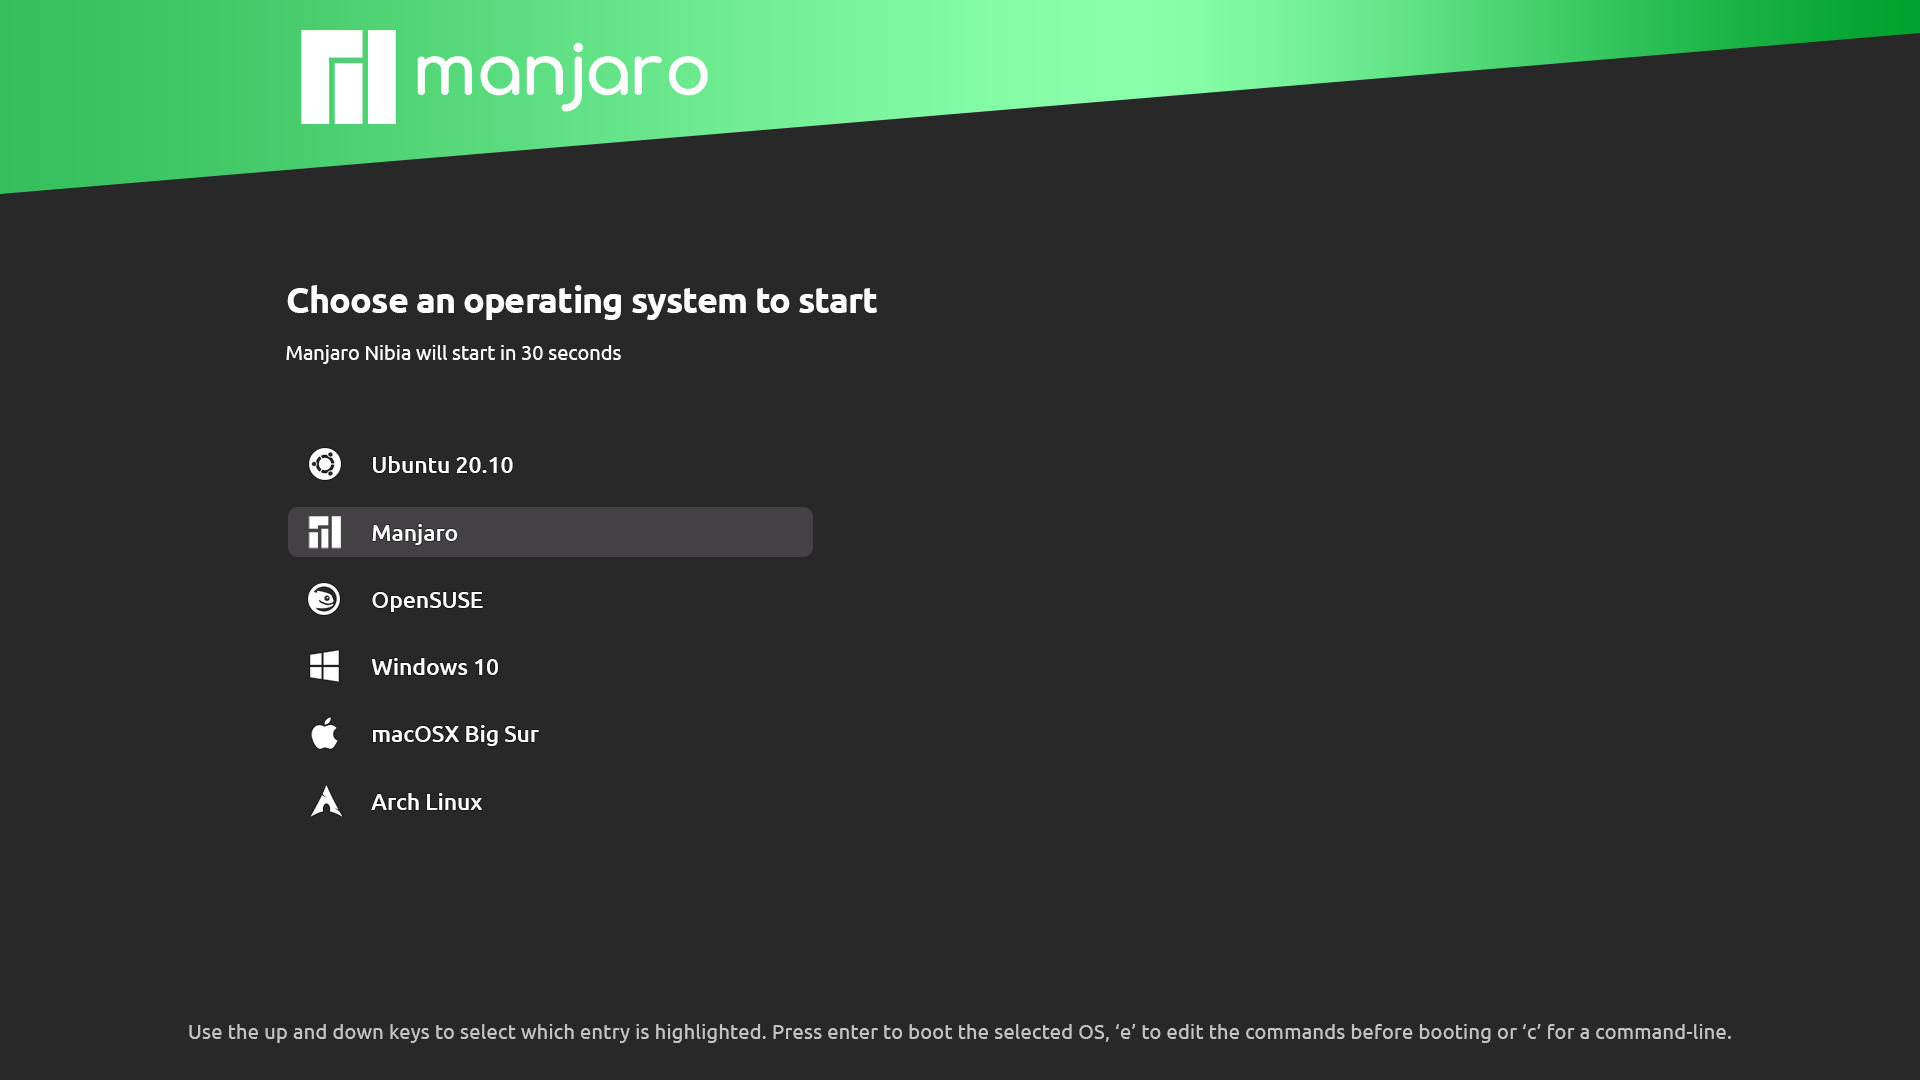 manjaro
Choose an operating system to start
Manjaro Nibia will start in 30 seconds
Ubuntu 20.10
Manjaro
OpenSUSE
Windows 10
macOSX Big Sur
Arch Linux
Use the up and down keys to select which entry is highlighted. Press enter to boot the selected OS, ‘e’ to edit the commands before booting or ‘c’ for a command-line.